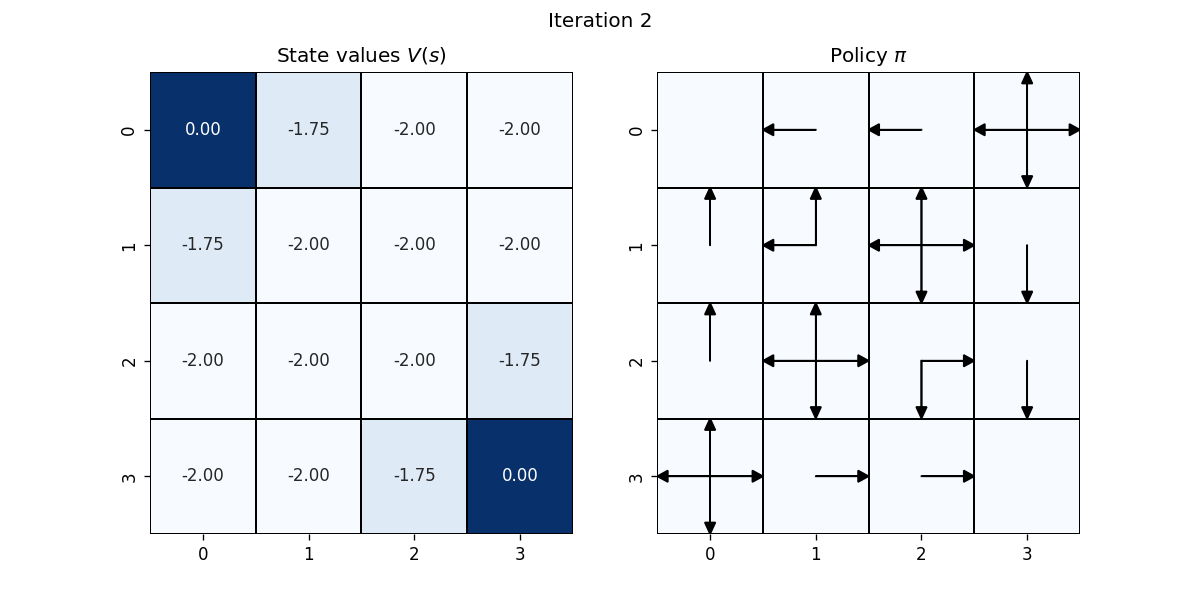 Iteration 2
State values V(s)
Policy π
0 0.00 -1.75 -2.00 -2.00
1 -1.75 -2.00 -2.00 -2.00
2 -2.00 -2.00 -2.00 -1.75
3 -2.00 -2.00 -1.75 0.00
0 1 2 3
0
1
2
3
0 1 2 3